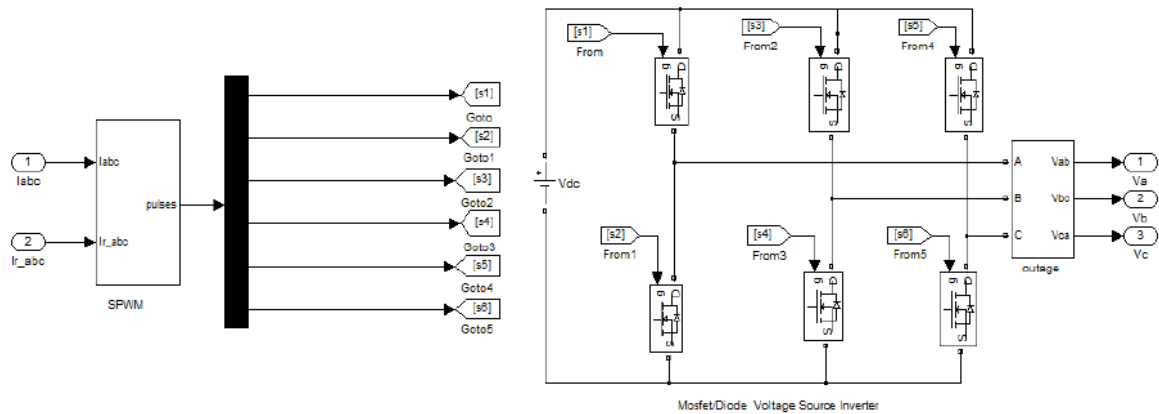 1
Iabc
2
Ir_abc
Iabc
Ir_abc
pulses
SPWM
[s1]
Goto
[s2]
Goto1
[s3]
Goto2
[s4]
Goto3
[s5]
Goto4
[s6]
Goto5
+
Vdc
[s1]
From
g
D
S
[s3]
From2
g
D
S
[s5]
From4
g
D
S
[s2]
From1
g
D
S
[s4]
From3
g
D
S
[s6]
From5
g
D
S
A
B
C
Vab
Vbc
Vca
outage
1
Va
2
Vb
3
Vc
Mosfet/Diode Voltage Source Inverter